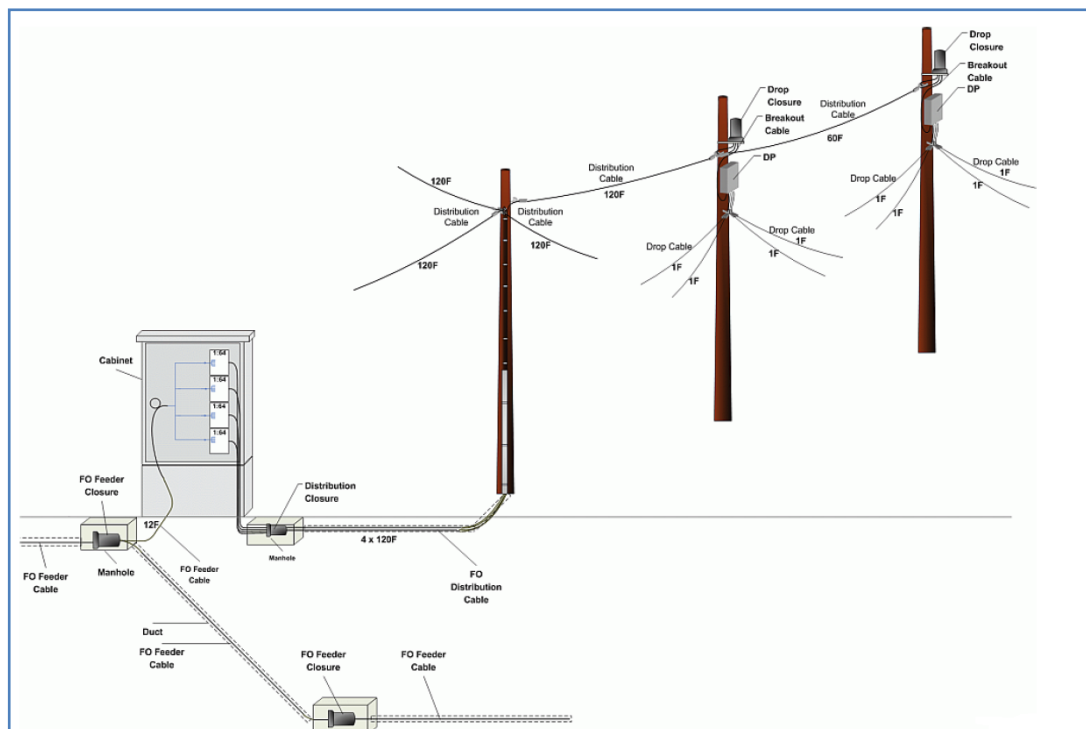 Drop
Closure
Breakout
Cable
DP
Distribution
Cable
60F
Drop Cable
1F
1F
Drop Cable
1F
1F
Drop
Closure
Breakout
Cable
DP
Distribution
Cable
120F
Drop Cable
1F
1F
Drop Cable
1F
1F
120F
Distribution
Cable
Distribution
Cable
120F
120F
Cabinet
1:64
1:64
1:64
1:64
FO Feeder
Closure
12F
Distribution
Closure
Manhole
4 x 120F
FO Feeder
Cable
Manhole
FO Feeder
Cable
FO
Distribution
Cable
Duct
FO Feeder
Cable
FO Feeder
Closure
FO Feeder
Cable